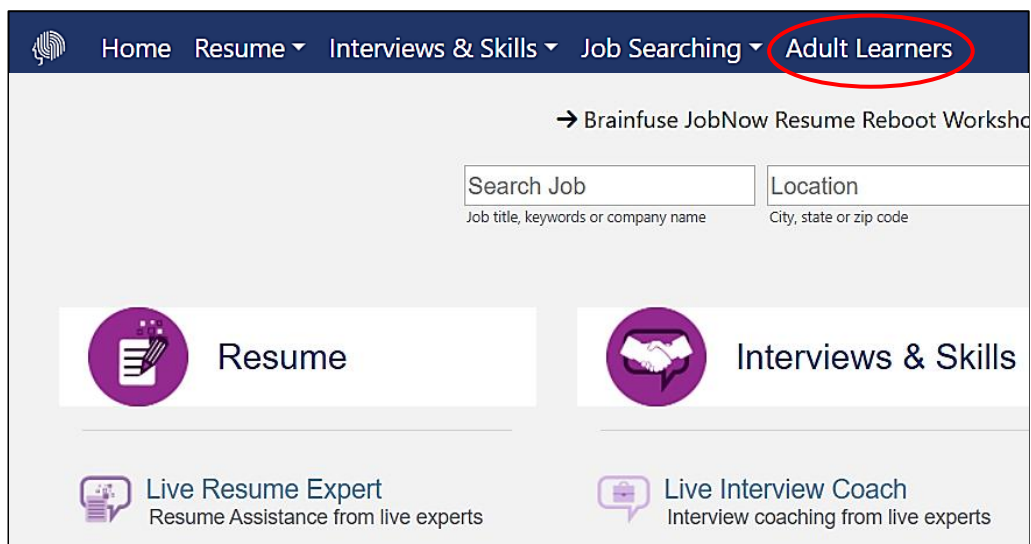 Home Resume Interviews & Skills Job Searching Adult Learners
→ Brainfuse JobNow Resume Reboot Worksho
Search Job Location
Job title, keywords or company name City, state or zip code
Resume Interviews & Skills
Live Resume Expert Live Interview Coach
Resume Assistance from live experts Interview coaching from live experts